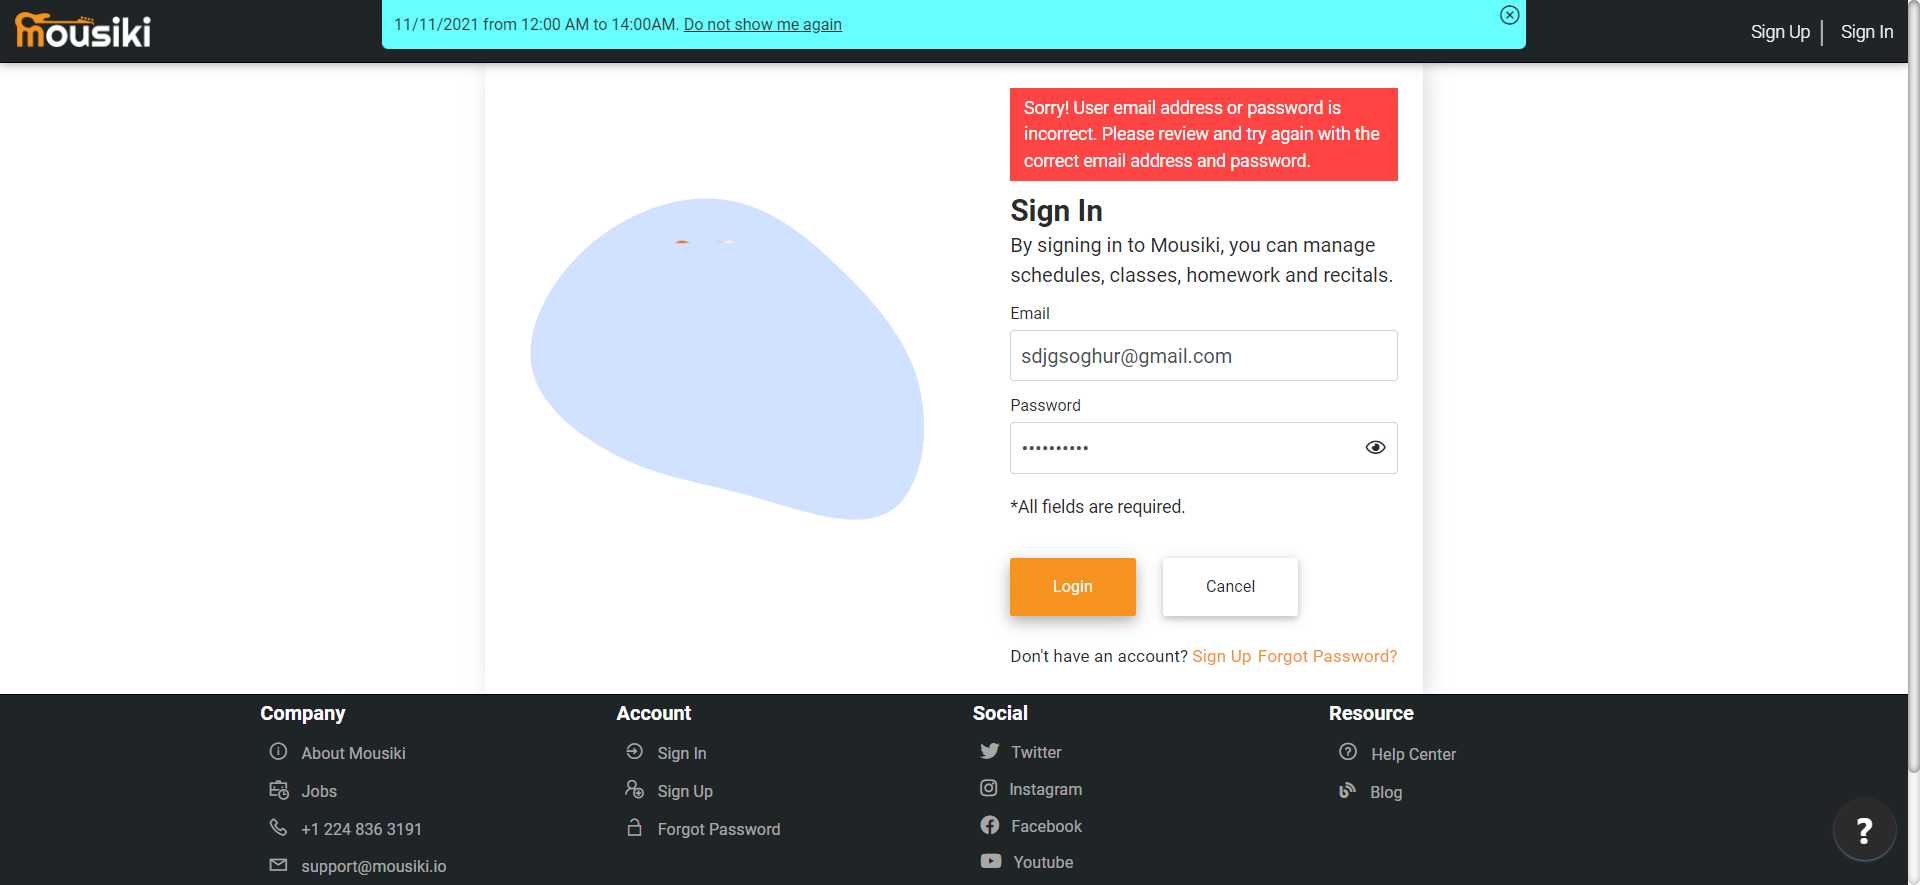 mousiki
11/11/2021 from 12:00 AM to 14:00AM. Do not show me again
Sign Up
Sign In
Sorry! User email address or password is
incorrect. Please review and try again with the
correct email address and password.
Sign In
By signing in to Mousiki, you can manage
schedules, classes, homework and recitals.
Email
sdjgsoghur@gmail.com
Password
••••••••••
*All fields are required.
Login
Cancel
Don't have an account? Sign Up Forgot Password?
Company
About Mousiki
Jobs
+1 224 836 3191
support@mousiki.io
Account
Sign In
Sign Up
Forgot Password
Social
Twitter
Instagram
Facebook
Youtube
Resource
Help Center
Blog
?